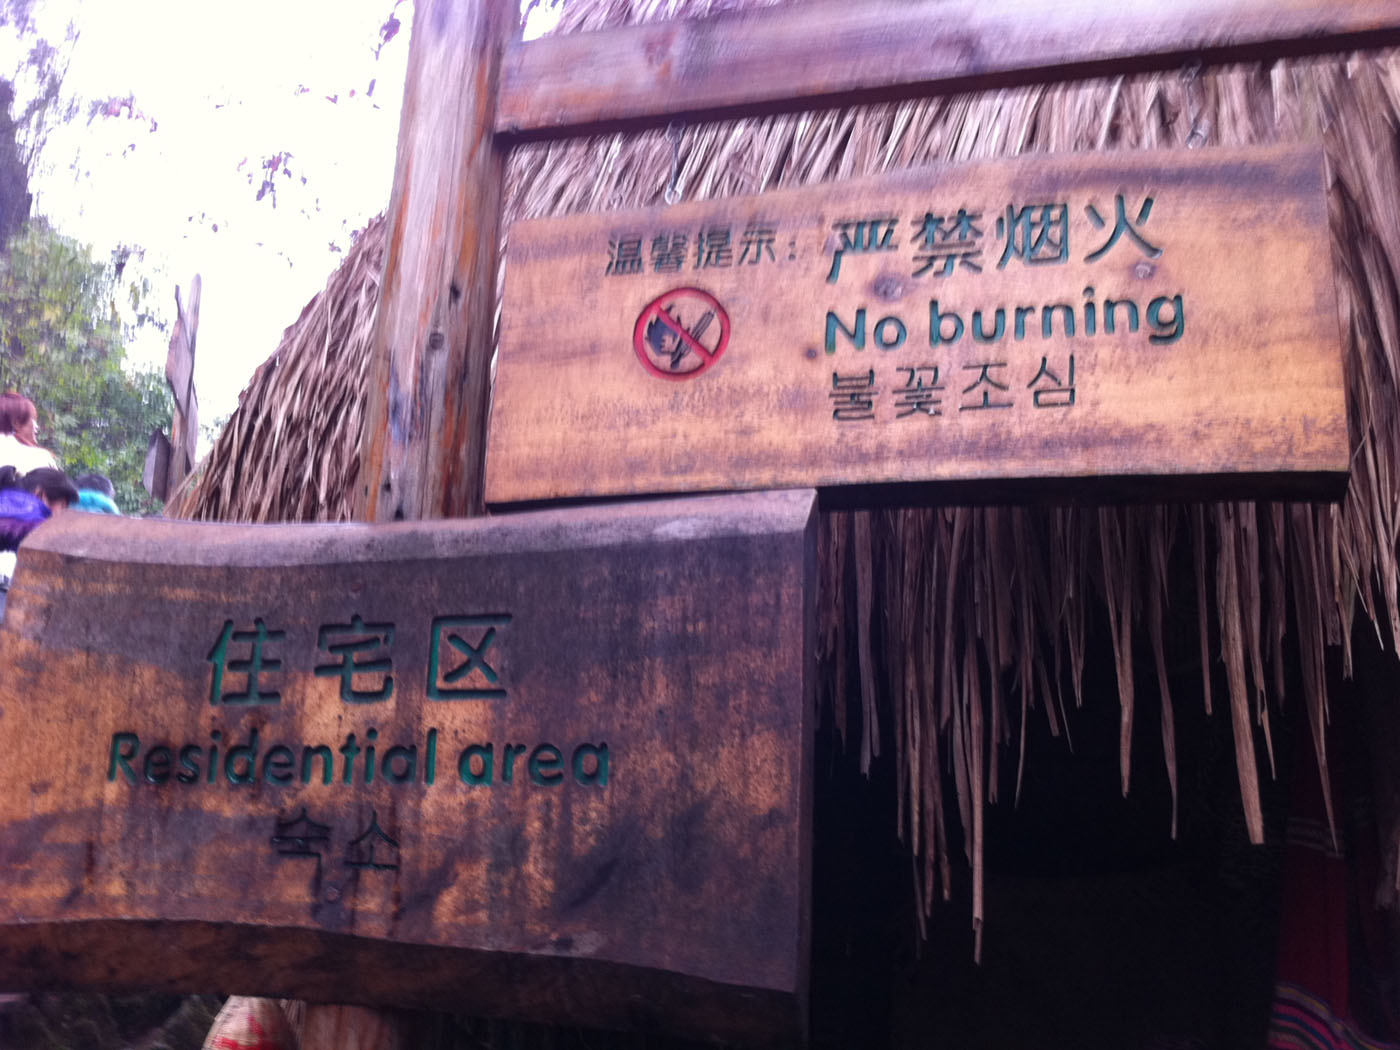 温馨提示: 严禁烟火
No burning
불꽃조심
住宅区
Residential area
숙소